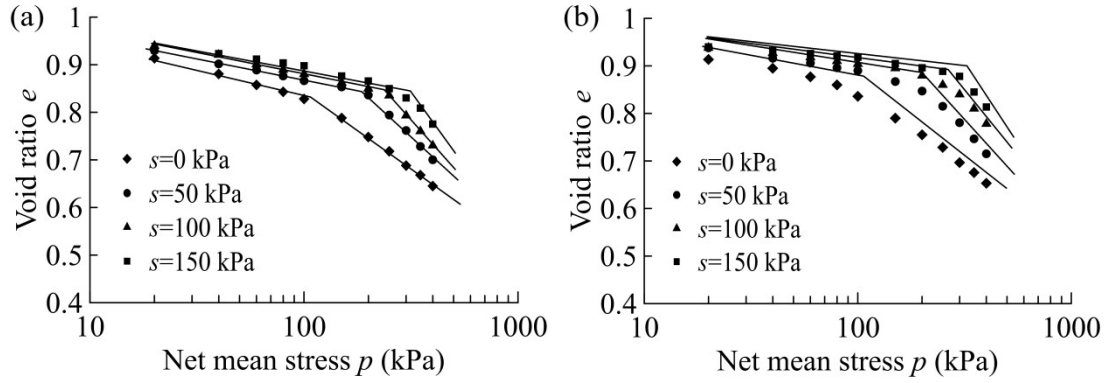 (a)
Void ratio e
1
0.9
0.8
0.7
0.6
0.5
0.4
s=0 kPa
s=50 kPa
s=100 kPa
s=150 kPa
10
100
1000
Net mean stress p (kPa)
(b)
Void ratio e
1
0.9
0.8
0.7
0.6
0.5
0.4
s=0 kPa
s=50 kPa
s=100 kPa
s=150 kPa
10
100
1000
Net mean stress p (kPa)